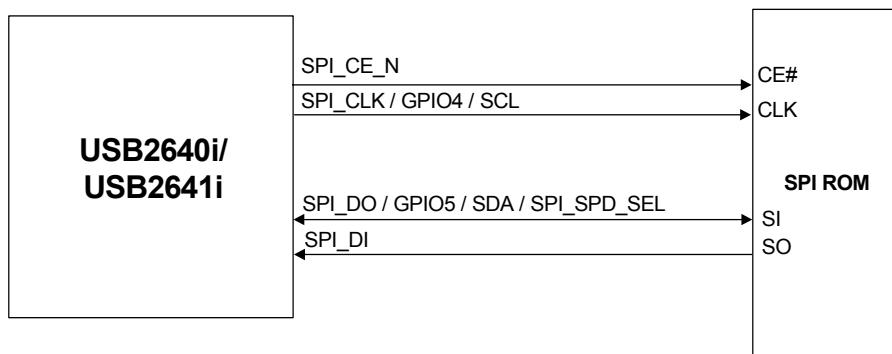 SPI_CE_N
CE#
SPI_CLK / GPIO4 / SCL
CLK
USB2640i/
USB2641i
SPI ROM
SPI_DO / GPIO5 / SDA / SPI_SPD_SEL
SI
SPI_DI
SO